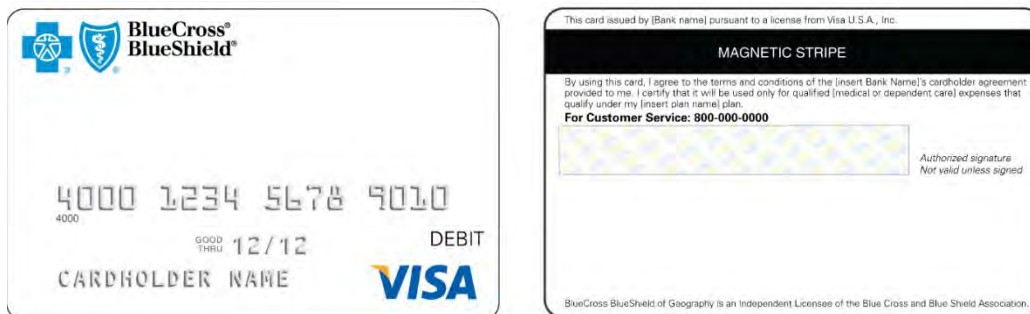 BlueCross®
BlueShield®
4000 1234 5678 9010
4000
GOOD
THRU 12/12
DEBIT
CARDHOLDER NAME
VISA
This card issued by [Bank name] pursuant to a license from Visa U.S.A., Inc.
MAGNETIC STRIPE
By using this card, I agree to the terms and conditions of the [insert Bank Name]'s cardholder agreement
provided to me. I certify that it will be used only for qualified [medical or dependent care] expenses that
qualify under my [insert plan name] plan.
For Customer Service: 800-000-0000
Authorized signature
Not valid unless signed
BlueCross BlueShield of Geography is an Independent Licensee of the Blue Cross and Blue Shield Association.